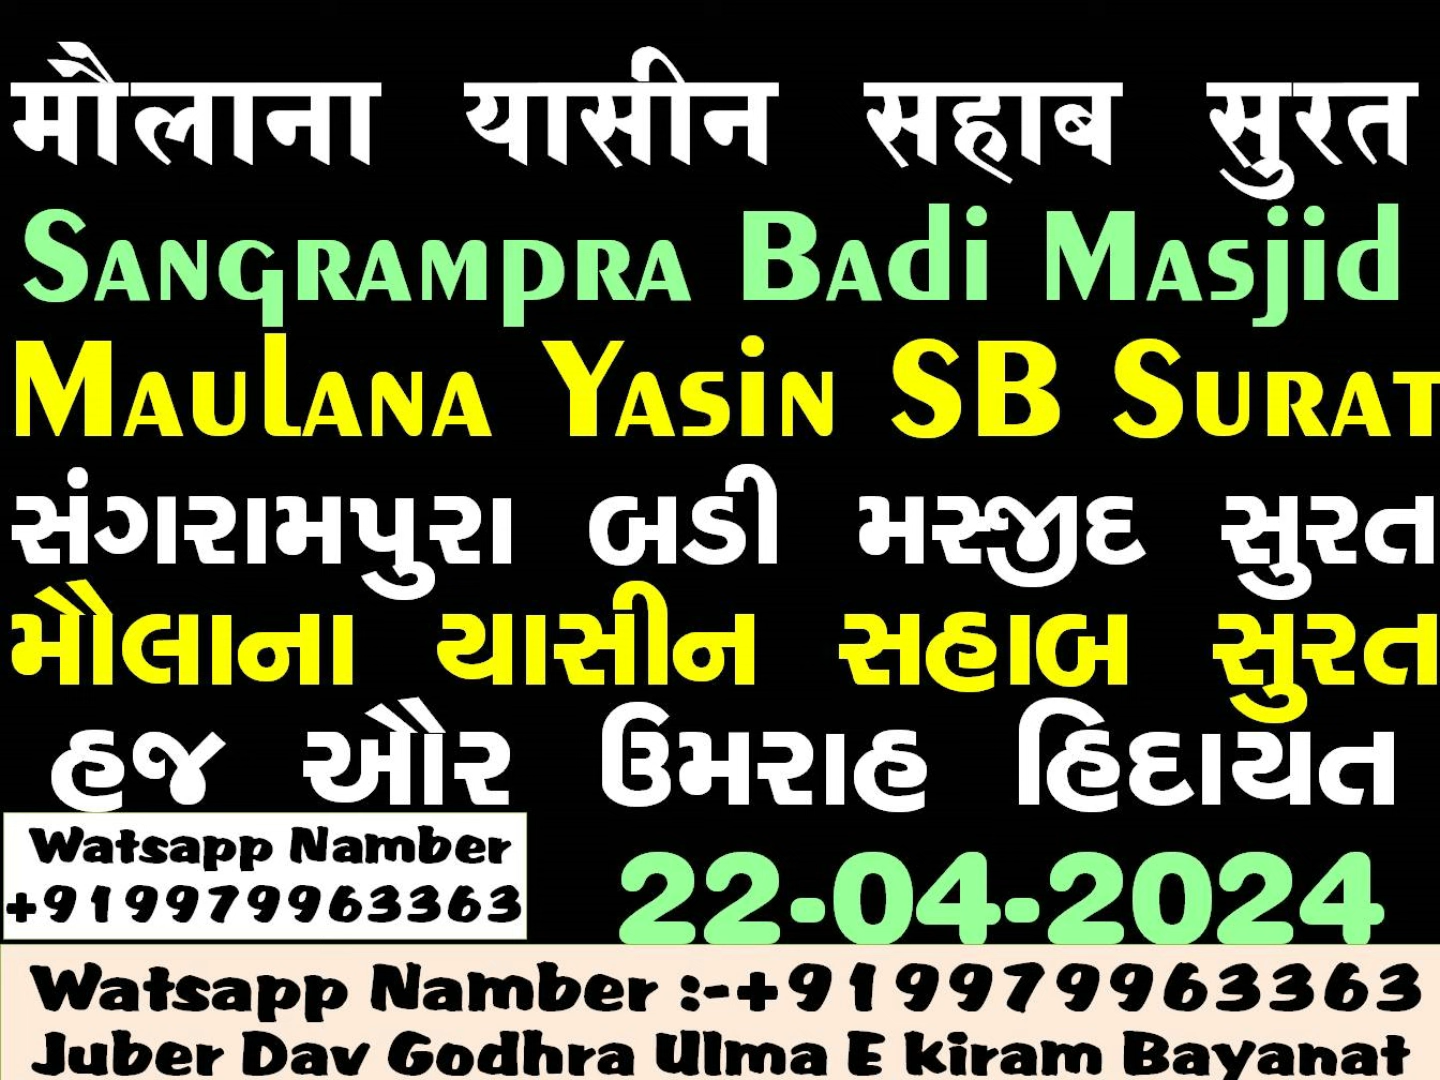 मौलाना यासीन सहाब सुरत
Sangrampra Badi Masjid
Maulana Yasin SB Surat
સંગરામપુરા બડી મસ્જીદ સુરત
મૌલાના યાસીન સહાબ સુરત
હજ ઔર ઉમરાહ હિદાયત
Watsapp Namber
+919979963363
22-04-2024
Watsapp Namber :-+919979963363
Juber Dav Godhra Ulma E kiram Bayanat